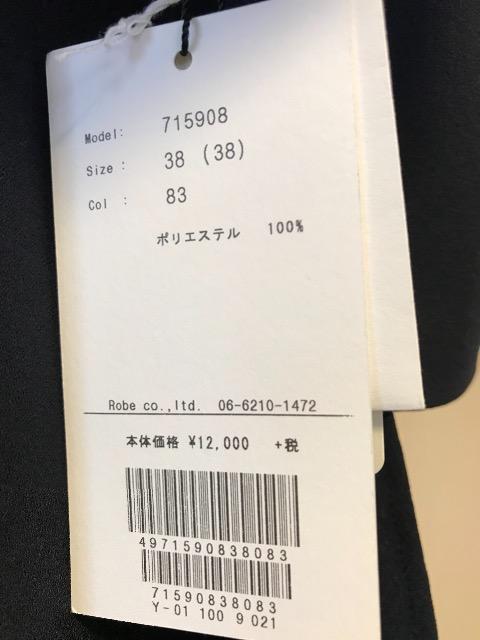 Model: 715908
Size : 38 (38)
Col : 83
ポリエステル 100%
Robe co.,ltd. 06-6210-1472
本体価格 ¥12,000 +税
4971590838083
71590838083
Y-01 100 9 021